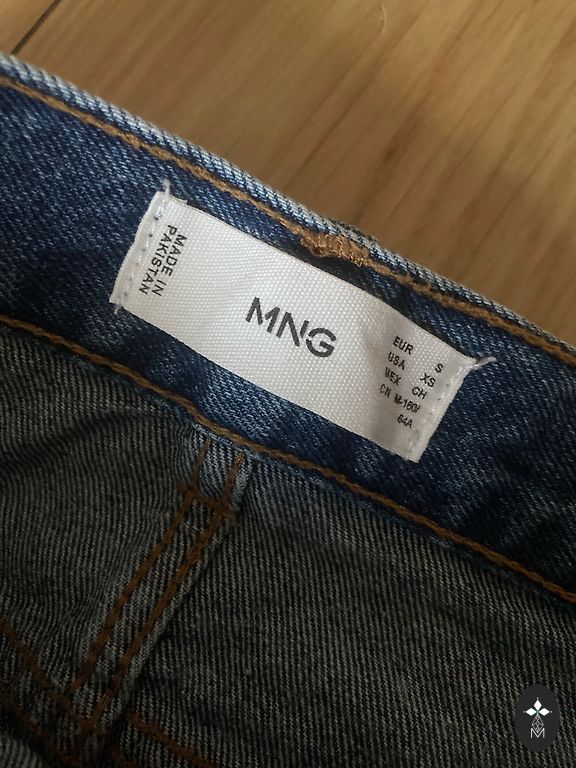 MADE IN
PAKISTAN
MNG
EUR S
USA XS
MEX CH
CN M-160/
64A
M